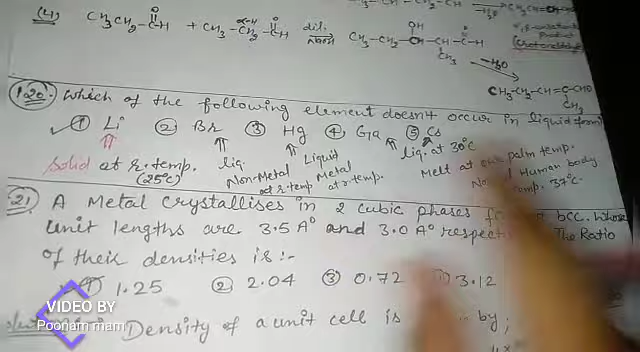 (4) CH3CH2-C-H + CH3-CH2-C-H dil. NaOH CH3-CH2-CH-CH-C-H
O α-H O OH O
CH3
-H2O
CH3-CH2-CH=C-CHO
CH3
120. Which of the following element doesn't occur in liquid form
① Li ② Br ③ Hg ④ Ga ⑤ Cs
Solid at r. temp. (25°C)
liq. Non-Metal at r.temp
Liquid Metal at r.temp.
liq. at 30°C
Melt at palm temp.
Human body temp. 37°C.
21. A Metal crystallises in 2 cubic phases bcc. Whose
unit lengths are 3.5 A° and 3.0 A° The Ratio
of their densities is :-
① 1.25 ② 2.04 ③ 0.72 3.12
Density of a unit cell is by;
VIDEO BY
Poonam mam